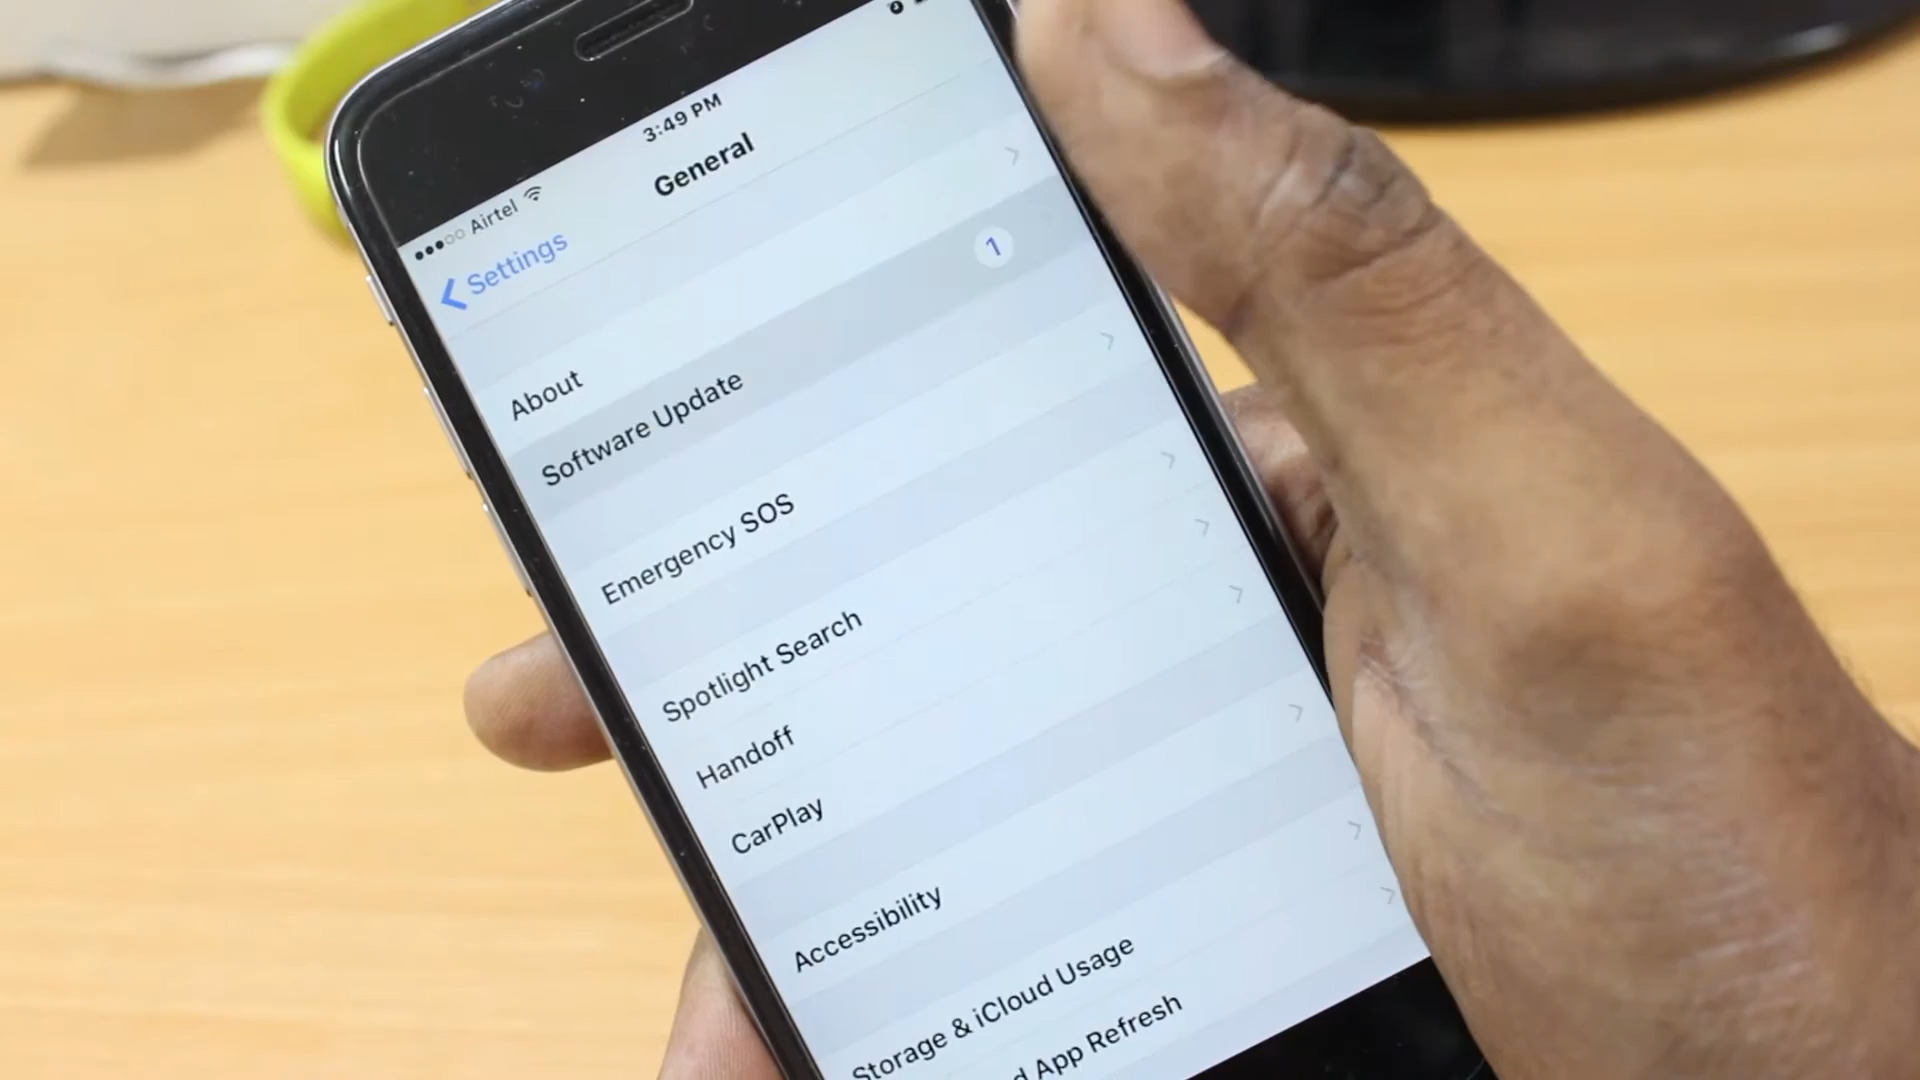 Airtel
3:49 PM
Settings
General
About
Software Update
1
Emergency SOS
Spotlight Search
Handoff
CarPlay
Accessibility
Storage & iCloud Usage
App Refresh